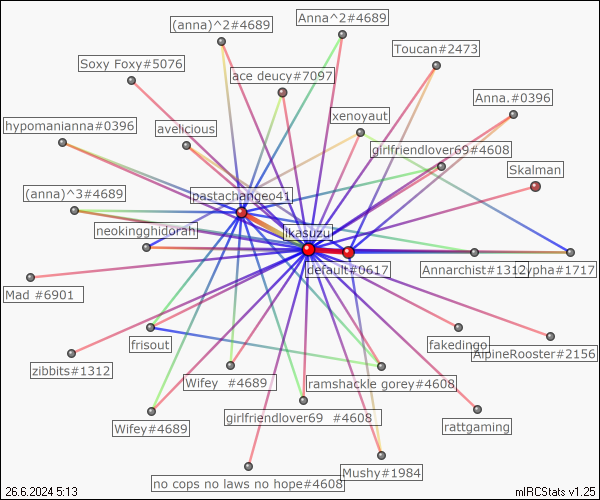 (anna)^2#4689
Anna^2#4689
Toucan#2473
Soxy Foxy#5076
ace deucy#7097
Anna.#0396
xenoyaut
hypomanianna#0396
avelicious
girlfriendlover69#4608
Skalman
(anna)^3#4689
pastachangeo41
neokingghidorah
ikasuzu
default#0617
Annarchist#1312
ypha#1717
Mad #6901
frisout
fakedingo
AlpineRooster#2156
zibbits#1312
Wifey #4689
ramshackle gorey#4608
Wifey#4689
girlfriendlover69 #4608
rattgaming
no cops no laws no hope#4608
Mushy#1984
26.6.2024 5:13
mIRCStats v1.25